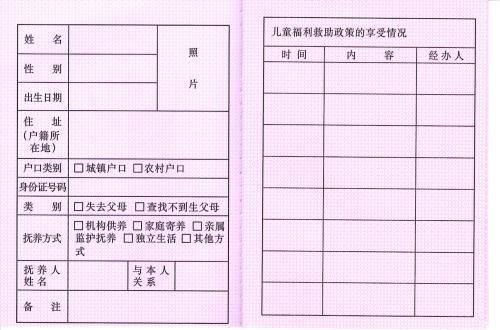 姓 名
照
片
性 别
出生日期
住 址
(户籍所
在地)
户口类别 □城镇户口 □农村户口
身份证号码
类 别 □失去父母 □查找不到生父母
抚养方式 □机构供养 □家庭寄养 □亲属
监护抚养 □独立生活 □其他方
式
抚 养 人
姓 名
与 本 人
关 系
备 注
儿童福利救助政策的享受情况
时 间 内 容 经 办 人